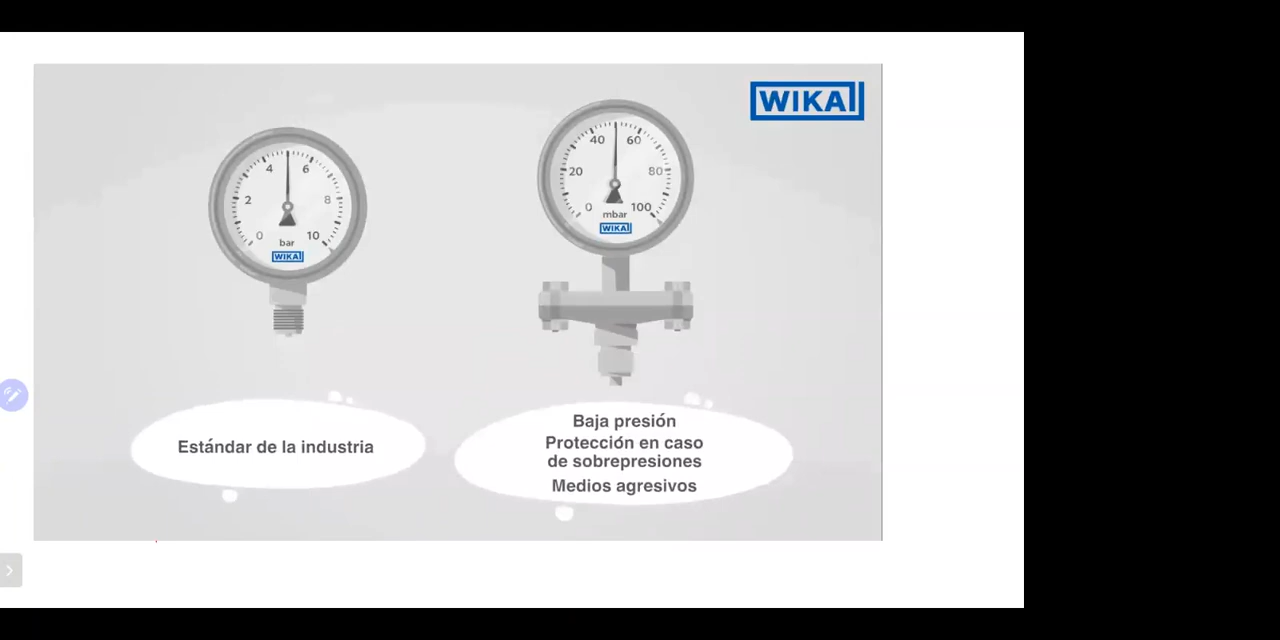 WIKA
4 6
2 8
0 10
bar
WIKA
40 60
20 80
0 100
mbar
WIKA
Estándar de la industria
Baja presión
Protección en caso
de sobrepresiones
Medios agresivos